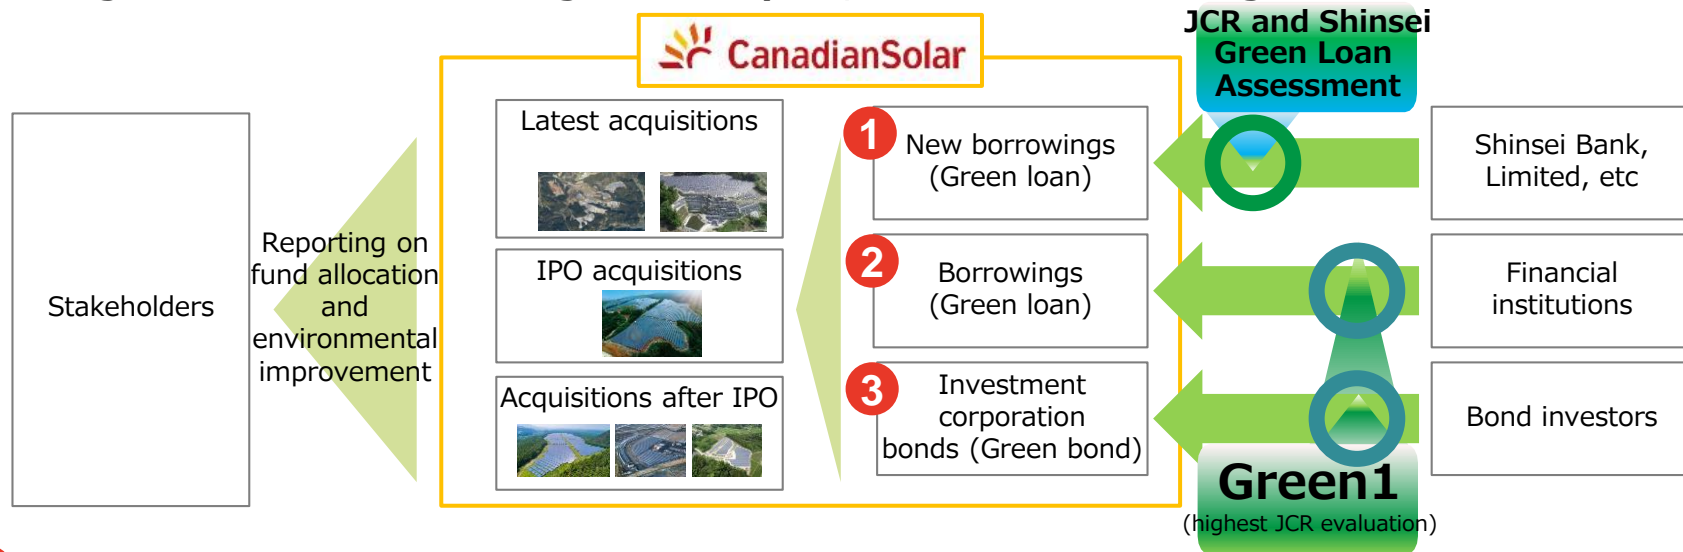 CanadianSolar
JCR and Shinsei
Green Loan
Assessment
Stakeholders
Reporting on
fund allocation
and
environmental
improvement
Latest acquisitions
IPO acquisitions
Acquisitions after IPO
1
New borrowings
(Green loan)
2
Borrowings
(Green loan)
3
Investment
corporation
bonds (Green bond)
Shinsei Bank,
Limited, etc
Financial
institutions
Bond investors
Green1
(highest JCR evaluation)